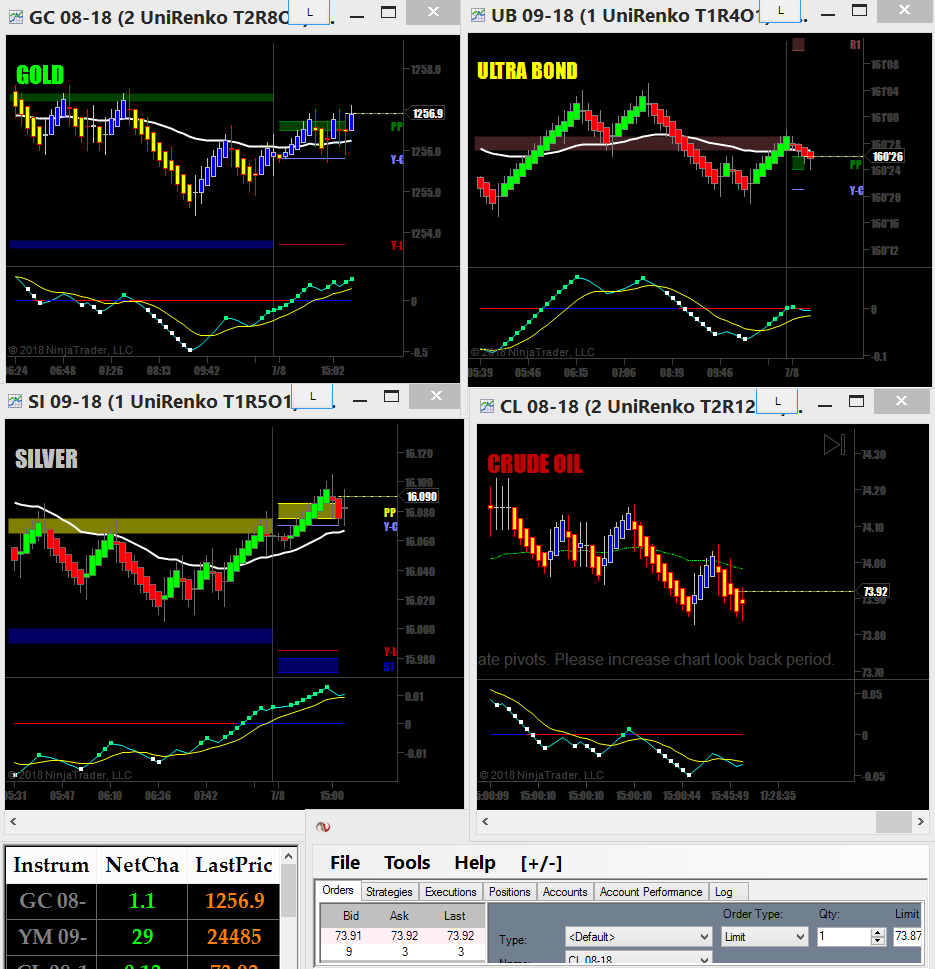 GC 08-18 (2 UniRenko T2R8O
L
GOLD
1258.0
1256.9
PP
1256.0
Y-C
1255.0
1254.0
Y-L
0
-0.5
© 2018 NinjaTrader, LLC
06:24 06:48 07:26 08:13 09:42 7/8 15:02
UB 09-18 (1 UniRenko T1R4O1
L
ULTRA BOND
R1
161'08
161'04
161'00
160'28
160'26
PP
160'24
Y-C
160'20
160'16
160'12
0
-0.1
© 2018 NinjaTrader, LLC
05:39 05:46 06:15 07:06 08:19 09:46 7/8
SI 09-18 (1 UniRenko T1R5O1
L
SILVER
16.120
16.100
16.090
PP
16.080
Y-C
16.060
16.040
16.020
16.000
Y-L
15.980
S1
0.01
0
-0.01
© 2018 NinjaTrader, LLC
05:31 05:47 06:10 06:36 07:42 7/8 15:00
CL 08-18 (2 UniRenko T2R12
L
CRUDE OIL
74.30
74.20
74.10
74.00
73.92
73.90
73.80
ate pivots. Please increase chart look back period.
73.70
0.05
0
-0.05
© 2018 NinjaTrader, LLC
15:00:09 15:00:10 15:00:10 15:00:10 15:00:44 15:45:49 17:28:35
Instrum NetCha LastPric
GC 08- 1.1 1256.9
YM 09- 29 24485
File Tools Help [+/-]
Orders Strategies Executions Positions Accounts Account Performance Log
Bid Ask Last
73.91 73.92 73.92
9 3 3
Order Type: Qty: Limit
Type: <Default> Limit 1 73.87
CL 08-18